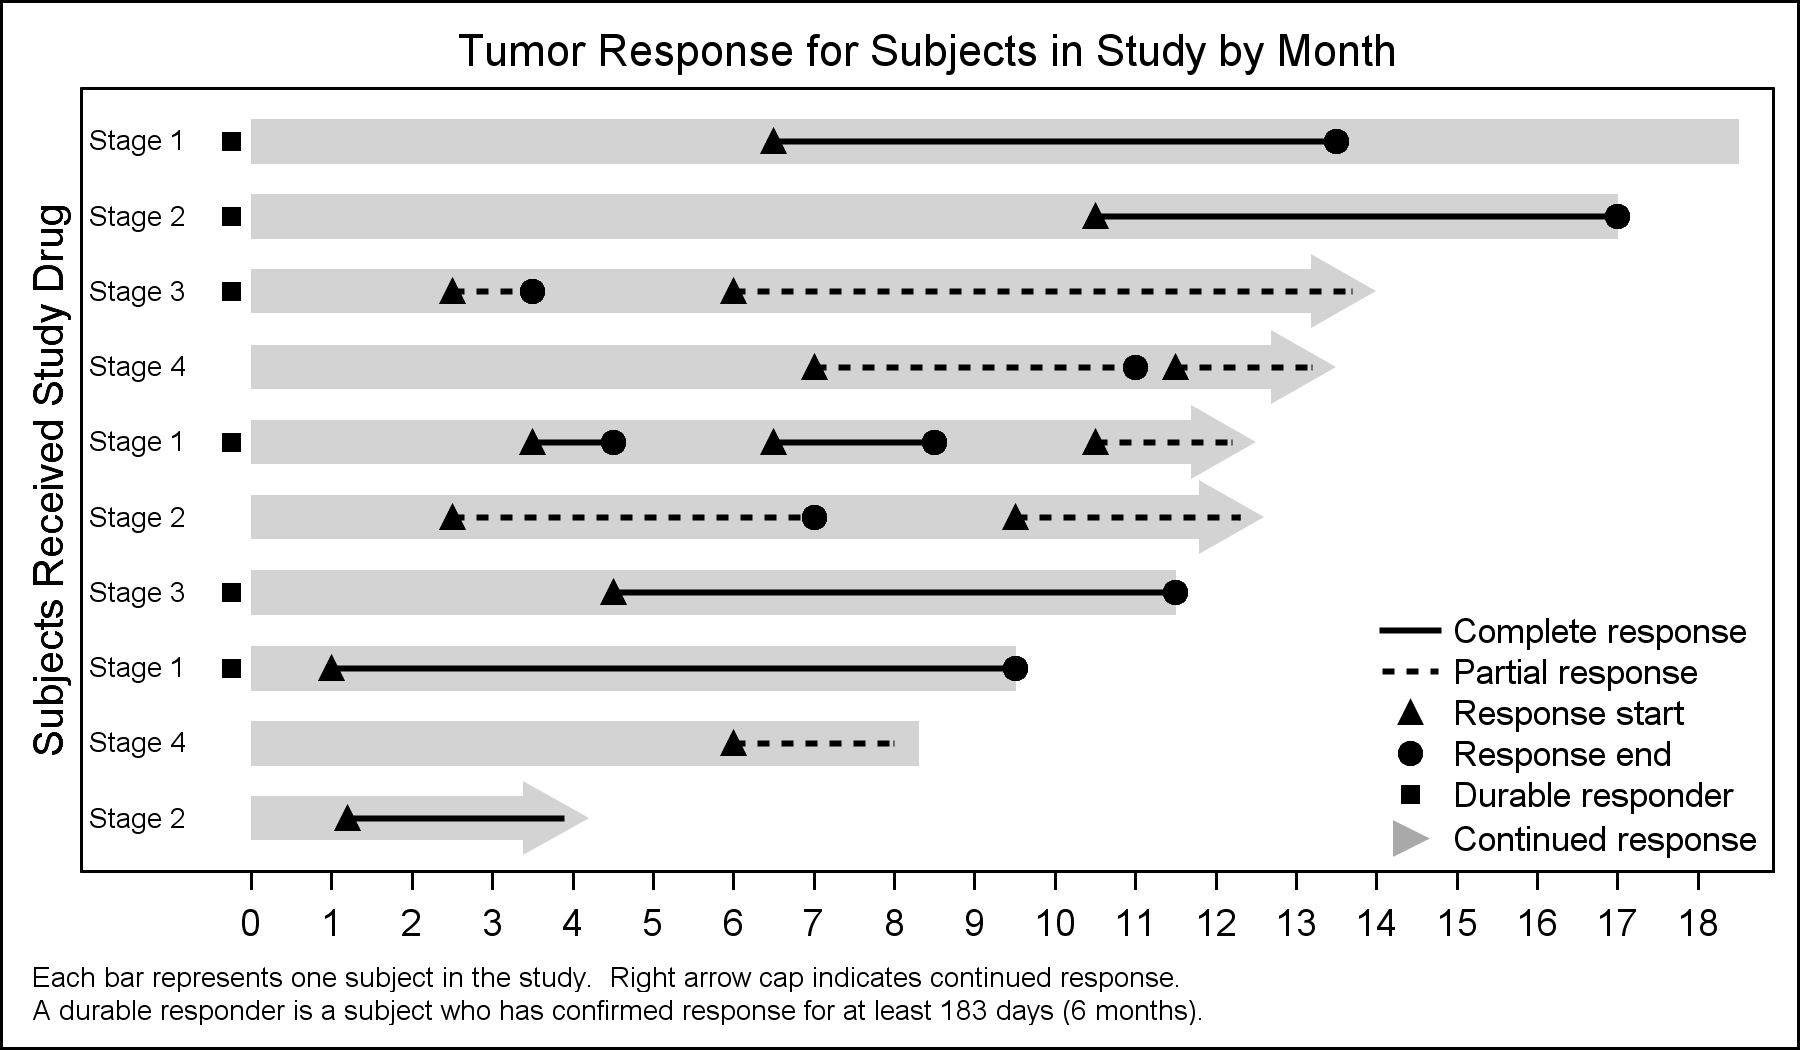 Tumor Response for Subjects in Study by Month
Subjects Received Study Drug
Stage 1
Stage 2
Stage 3
Stage 4
Stage 1
Stage 2
Stage 3
Stage 1
Stage 4
Stage 2
Complete response
Partial response
Response start
Response end
Durable responder
Continued response
0 1 2 3 4 5 6 7 8 9 10 11 12 13 14 15 16 17 18
Each bar represents one subject in the study. Right arrow cap indicates continued response.
A durable responder is a subject who has confirmed response for at least 183 days (6 months).